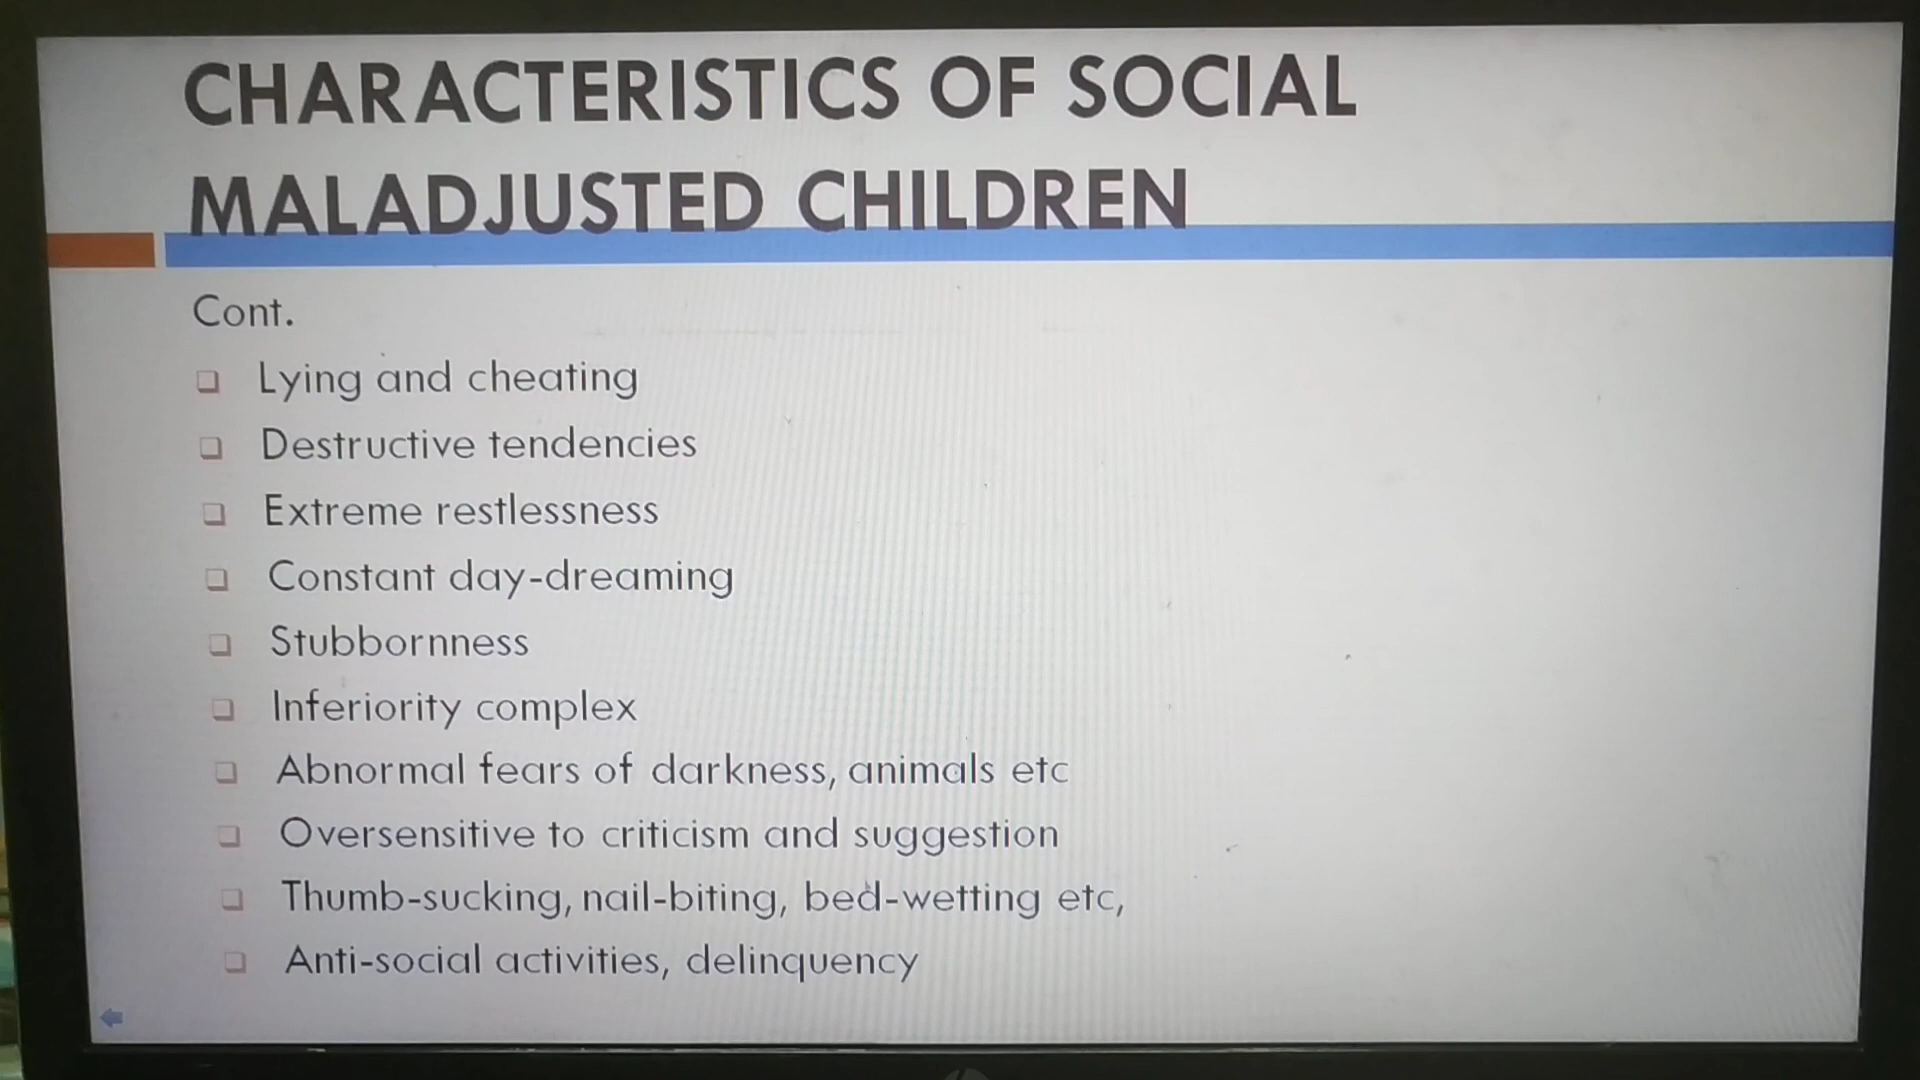 CHARACTERISTICS OF SOCIAL
MALADJUSTED CHILDREN
Cont.
Lying and cheating
Destructive tendencies
Extreme restlessness
Constant day-dreaming
Stubbornness
Inferiority complex
Abnormal fears of darkness, animals etc
Oversensitive to criticism and suggestion
Thumb-sucking, nail-biting, bed-wetting etc,
Anti-social activities, delinquency